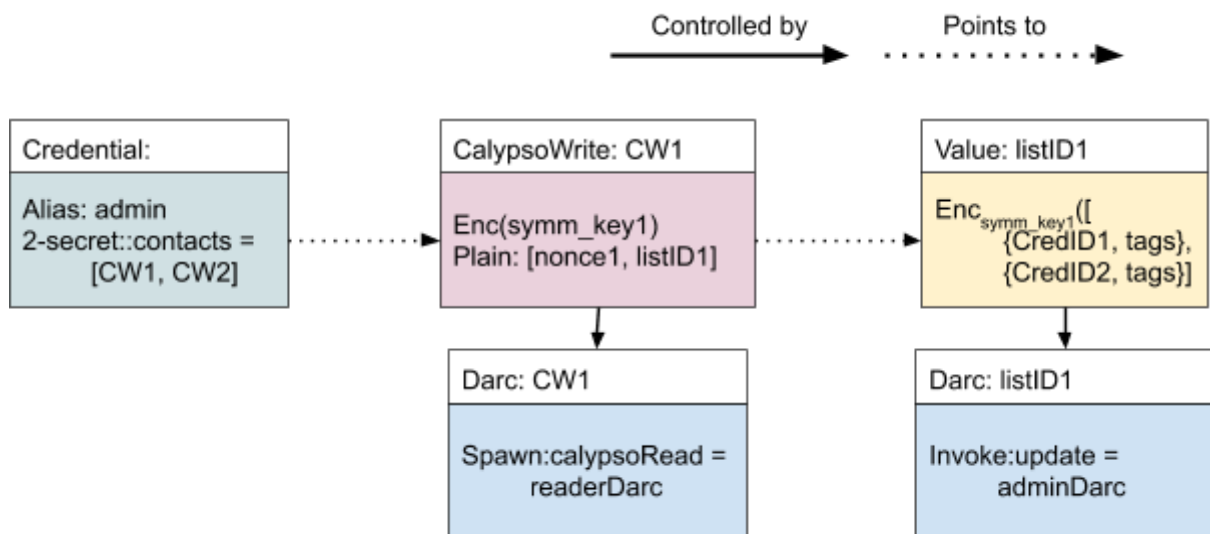 Controlled by
Points to
Credential:
Alias: admin
2-secret::contacts =
[CW1, CW2]
CalypsoWrite: CW1
Enc(symm_key1)
Plain: [nonce1, listID1]
Value: listID1
Encsymm_key1([
{CredID1, tags},
{CredID2, tags}]
Darc: CW1
Spawn:calypsoRead =
readerDarc
Darc: listID1
Invoke:update =
adminDarc